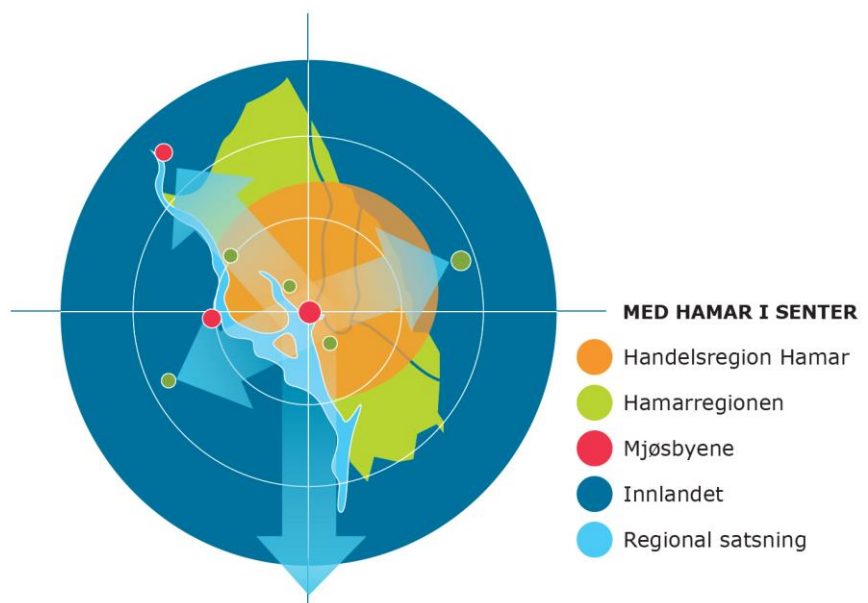 MED HAMAR I SENTER
Handelsregion Hamar
Hamarregionen
Mjøsbyene
Innlandet
Regional satsning